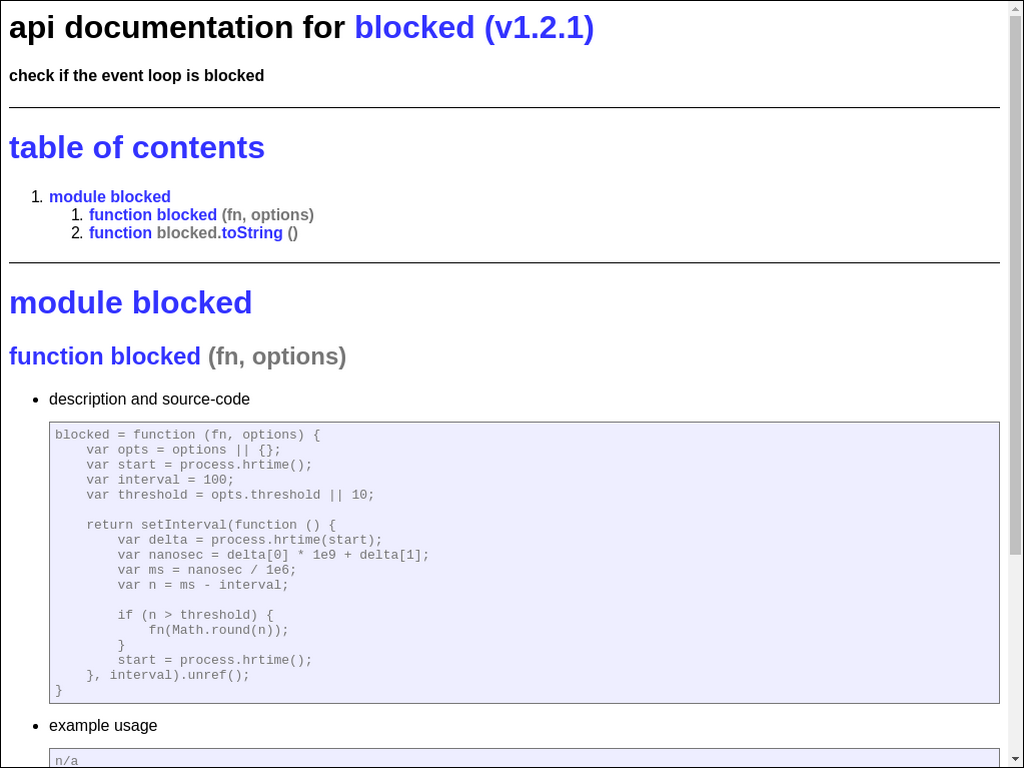 api documentation for blocked (v1.2.1)
check if the event loop is blocked
table of contents
1. module blocked
1. function blocked (fn, options)
2. function blocked.toString ()
module blocked
function blocked (fn, options)
• description and source-code
blocked = function (fn, options) {
    var opts = options || {};
    var start = process.hrtime();
    var interval = 100;
    var threshold = opts.threshold || 10;

    return setInterval(function () {
        var delta = process.hrtime(start);
        var nanosec = delta[0] * 1e9 + delta[1];
        var ms = nanosec / 1e6;
        var n = ms - interval;

        if (n > threshold) {
            fn(Math.round(n));
        }
        start = process.hrtime();
    }, interval).unref();
}
• example usage
n/a